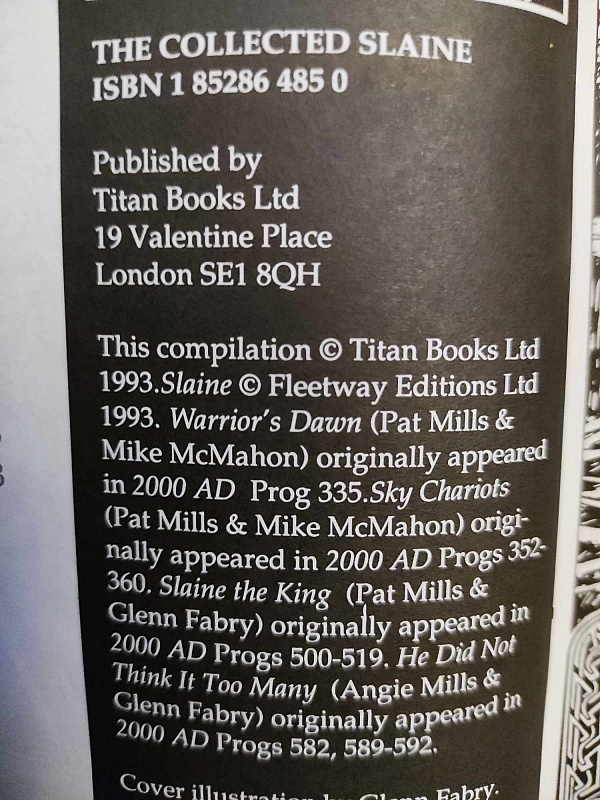 THE COLLECTED SLAINE
ISBN 1 85286 485 0
Published by
Titan Books Ltd
19 Valentine Place
London SE1 8QH
This compilation © Titan Books Ltd
1993.Slaine © Fleetway Editions Ltd
1993. Warrior's Dawn (Pat Mills &
Mike McMahon) originally appeared
in 2000 AD Prog 335.Sky Chariots
(Pat Mills & Mike McMahon) origi-
nally appeared in 2000 AD Progs 352-
360. Slaine the King (Pat Mills &
Glenn Fabry) originally appeared in
2000 AD Progs 500-519. He Did Not
Think It Too Many (Angie Mills &
Glenn Fabry) originally appeared in
2000 AD Progs 582, 589-592.
Cover illustration by Glenn Fabry.